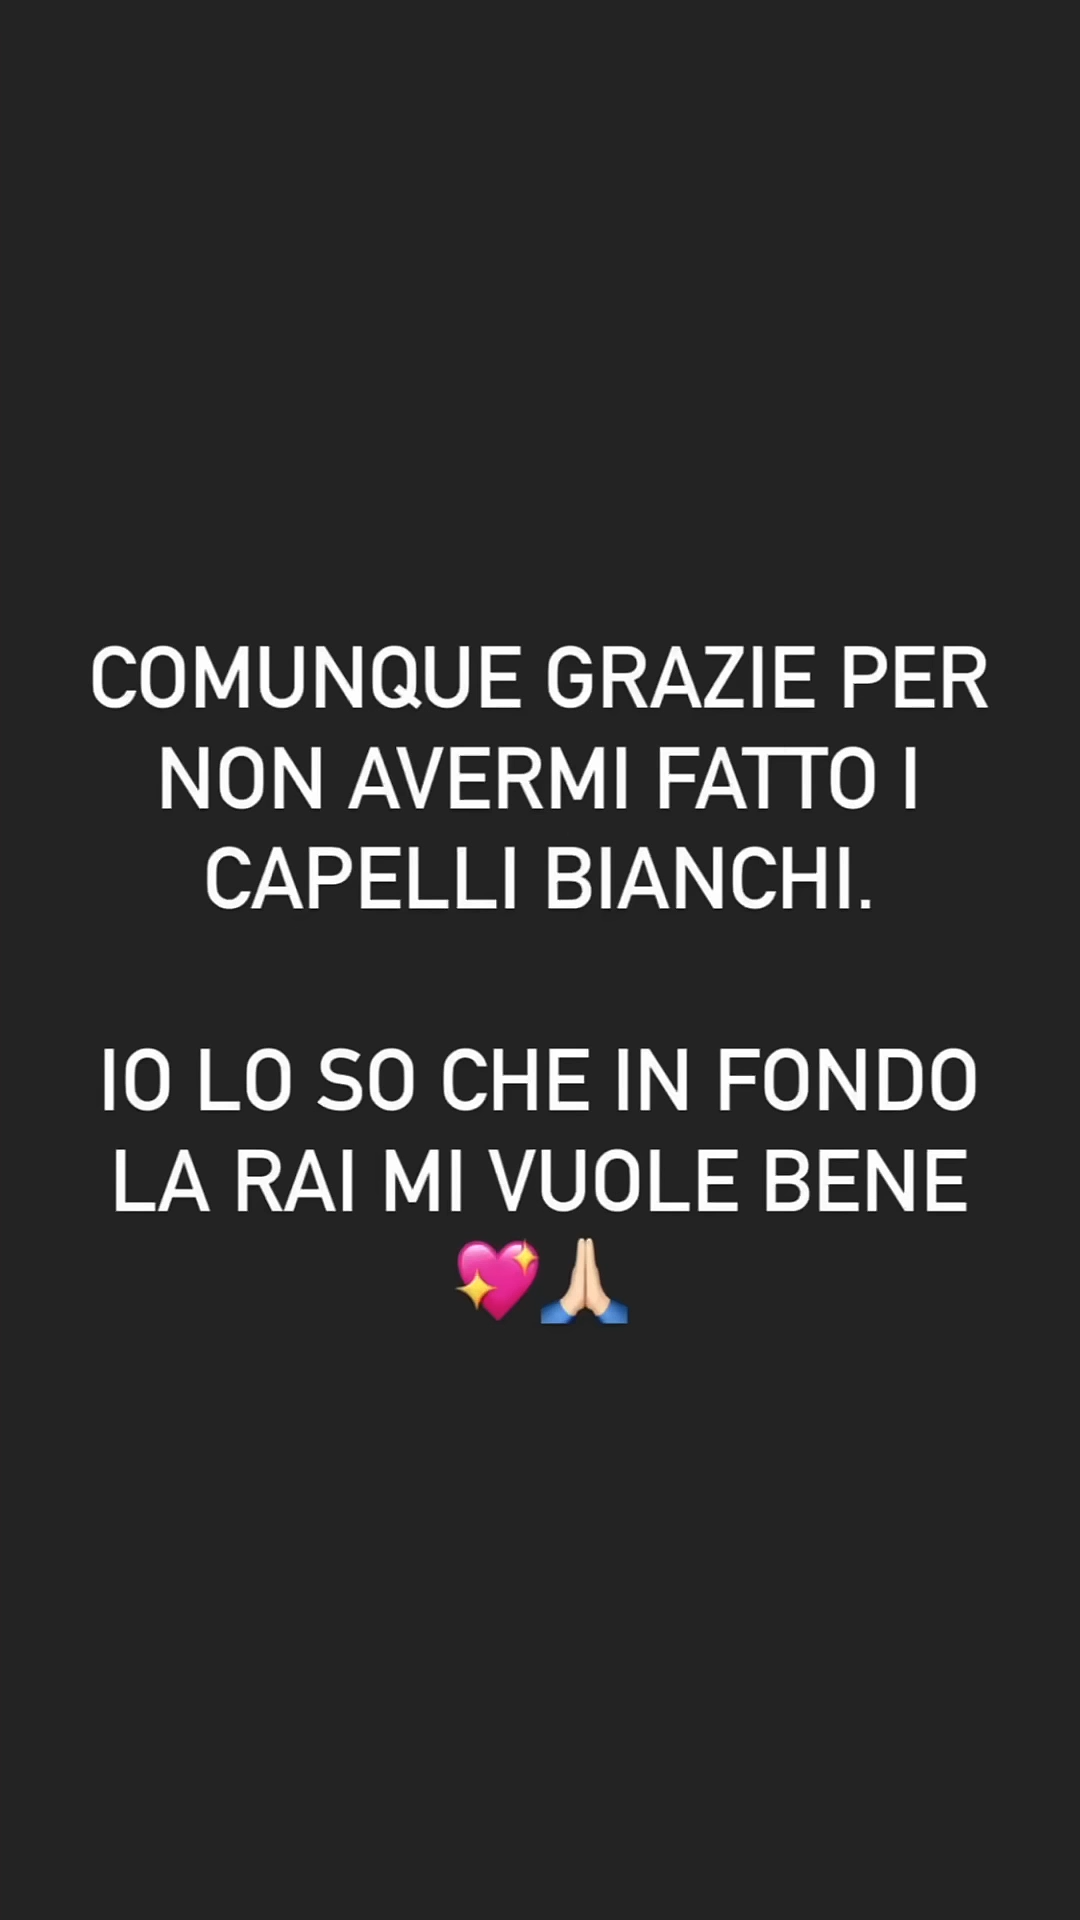 COMUNQUE GRAZIE PER
NON AVERMI FATTO I
CAPELLI BIANCHI.
IO LO SO CHE IN FONDO
LA RAI MI VUOLE BENE
💖🙏🏻